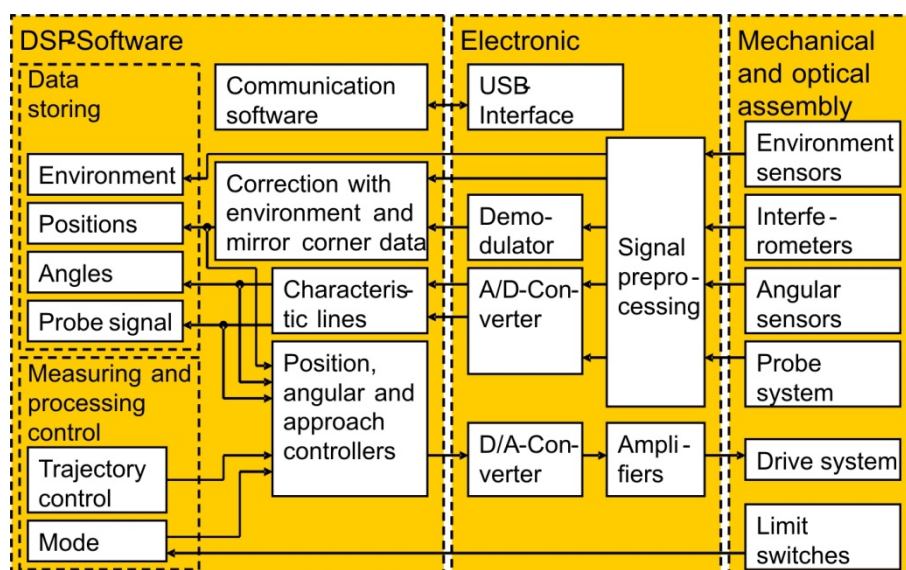 DSP-Software
Data
storing
Environment
Positions
Angles
Probe signal
Measuring and
processing
control
Trajectory
control
Mode
Communication
software
Correction with
environment and
mirror corner data
Characteris-
tic lines
Position,
angular and
approach
controllers
Electronic
USB-
Interface
Demo-
dulator
A/D-Con-
verter
D/A-Con-
verter
Signal
prepro-
cessing
Ampli-
fiers
Mechanical
and optical
assembly
Environment
sensors
Interfe-
rometers
Angular
sensors
Probe
system
Drive system
Limit
switches